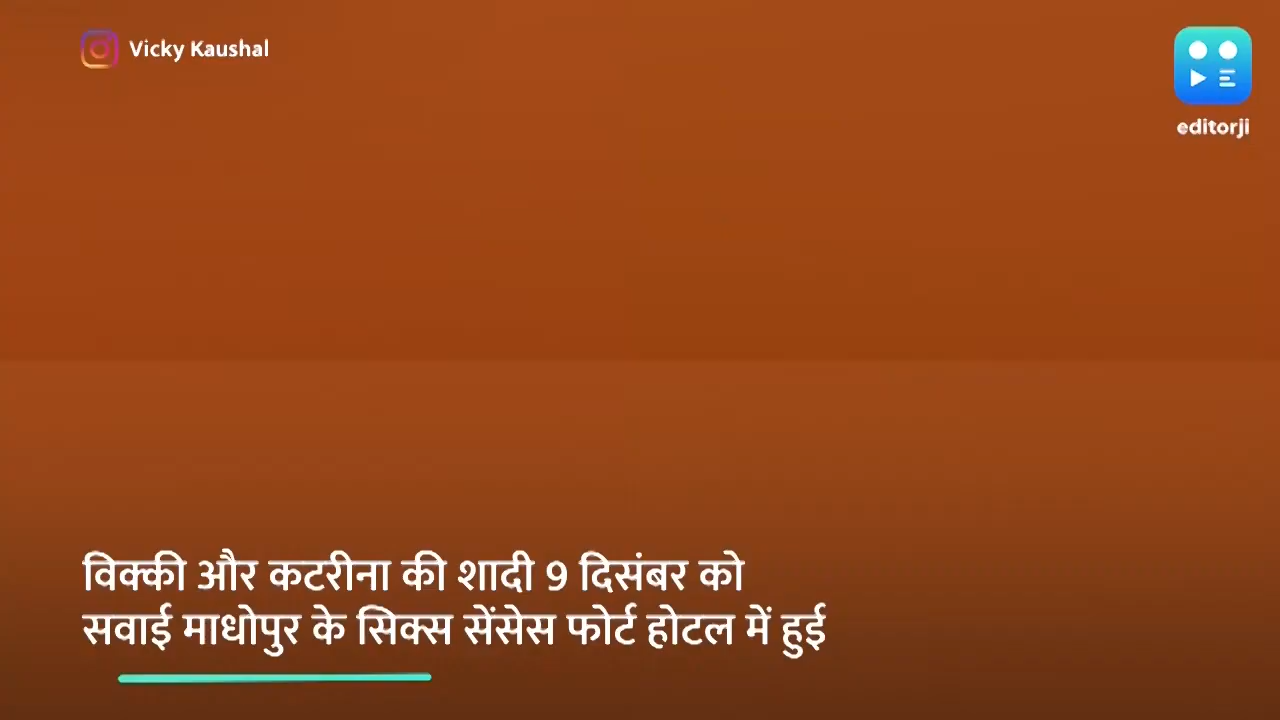 Vicky Kaushal
editorji
विक्की और कटरीना की शादी 9 दिसंबर को
सवाई माधोपुर के सिक्स सेंसेस फोर्ट होटल में हुई